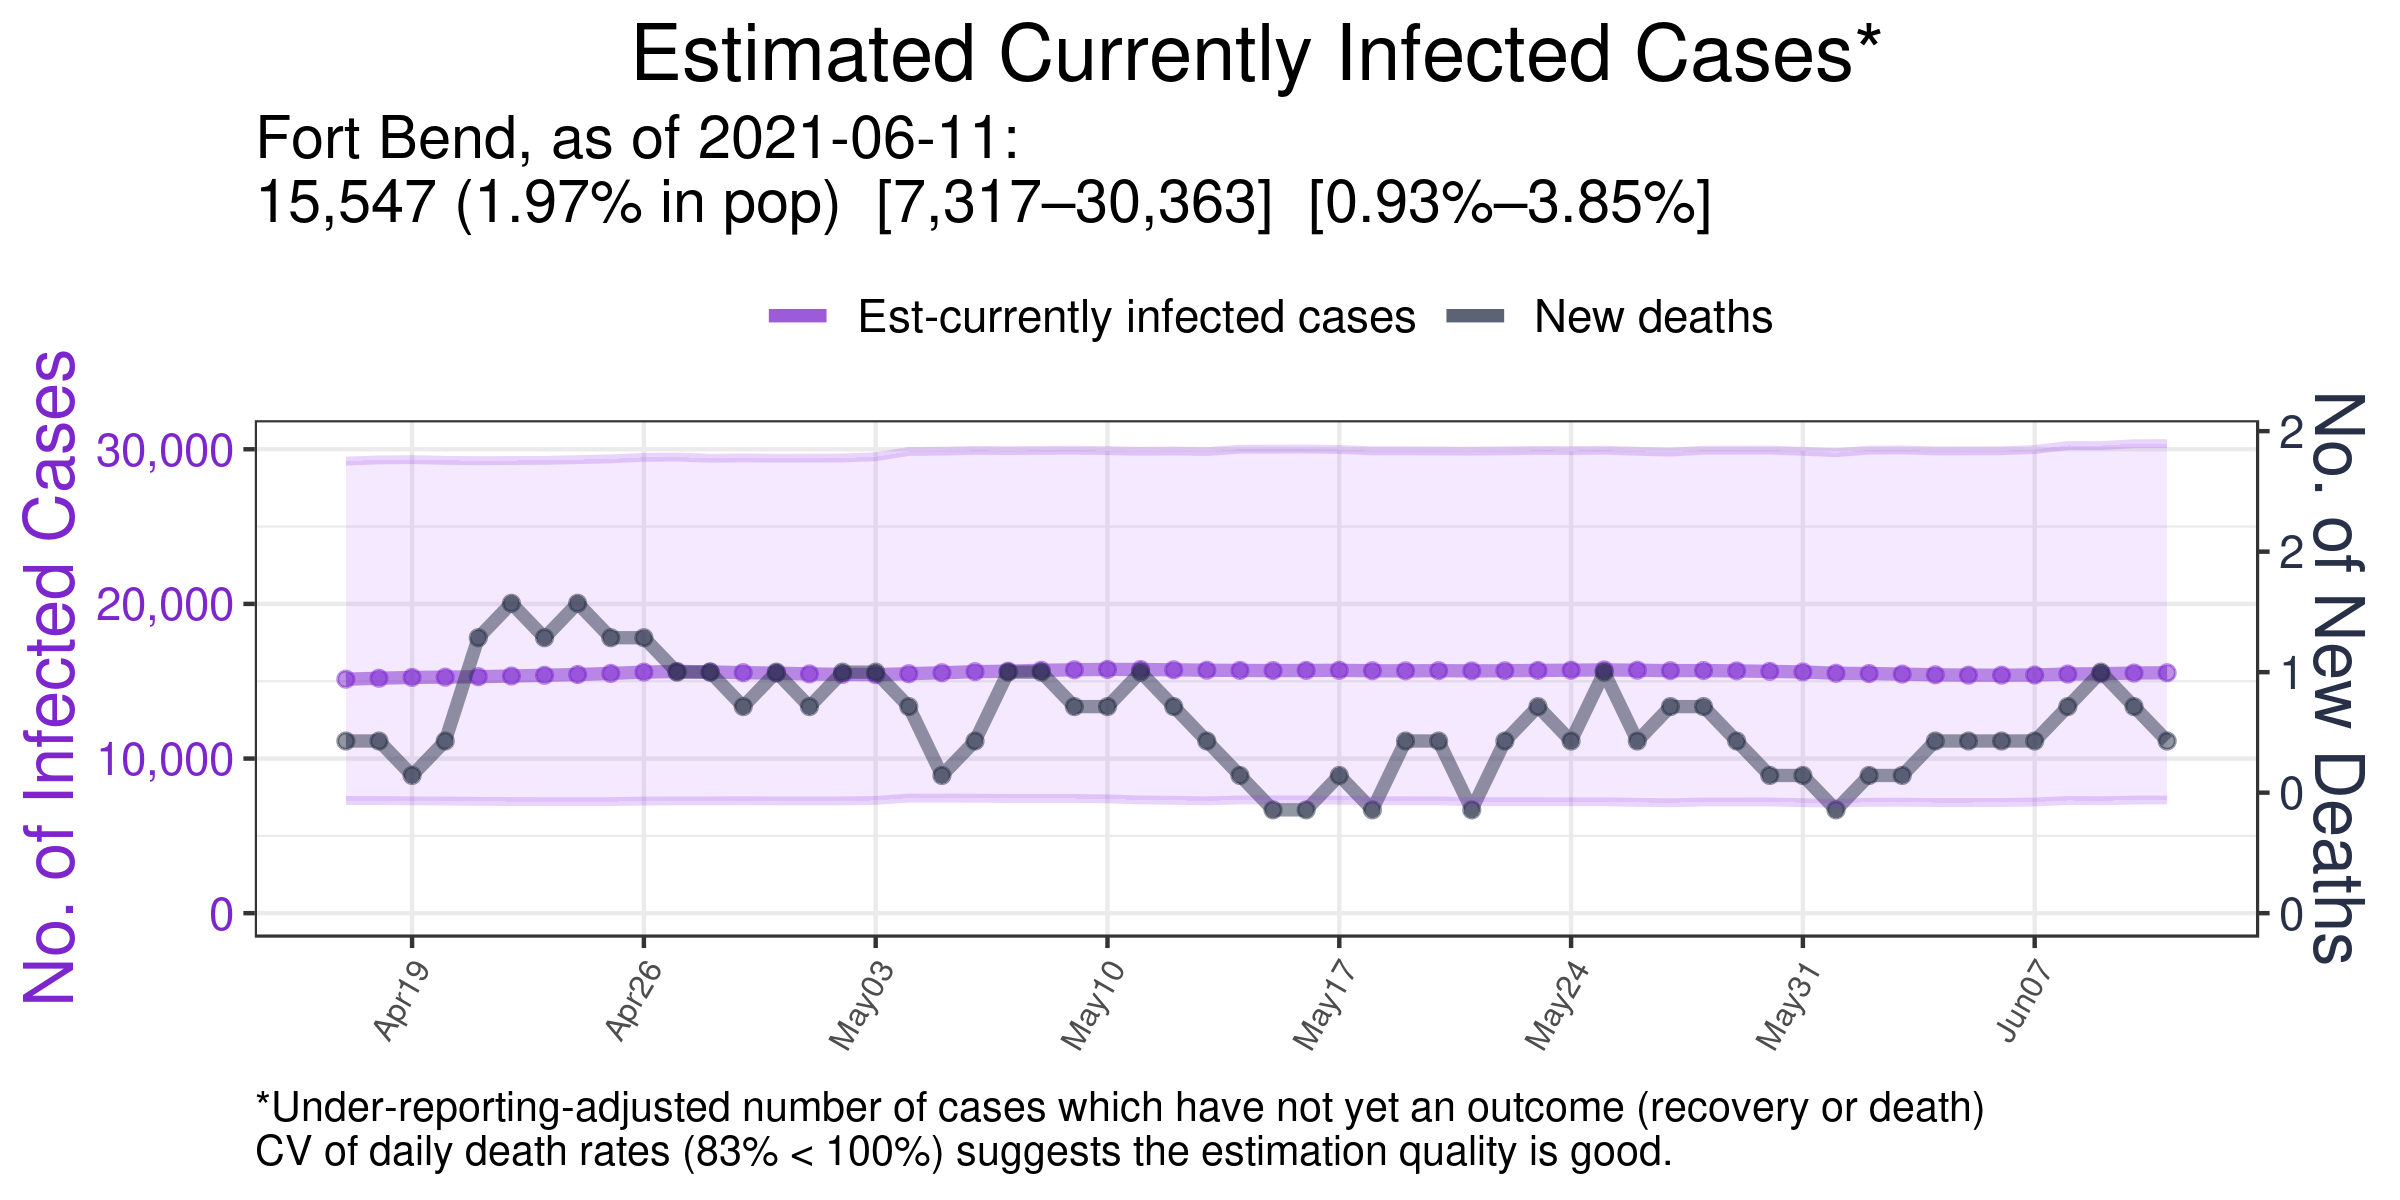 Estimated Currently Infected Cases*
Fort Bend, as of 2021-06-11:
15,547 (1.97% in pop)  [7,317–30,363]  [0.93%–3.85%]
Est-currently infected cases
New deaths
No. of Infected Cases
30,000
20,000
10,000
0
2
2
1
0
0
No. of New Deaths
Apr19
Apr26
May03
May10
May17
May24
May31
Jun07
*Under-reporting-adjusted number of cases which have not yet an outcome (recovery or death)
CV of daily death rates (83% < 100%) suggests the estimation quality is good.